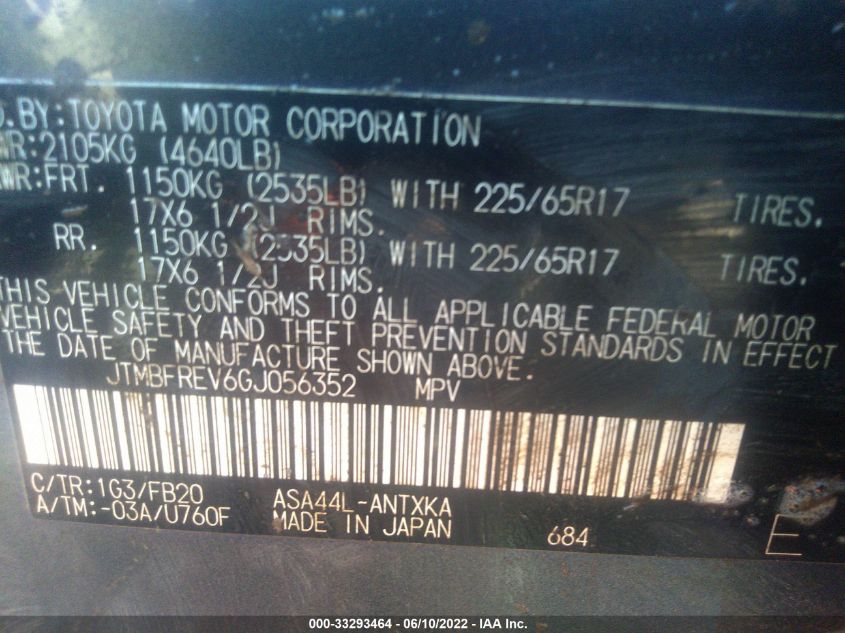 BY:TOYOTA MOTOR CORPORATION
2105KG (4640LB)
FRT. 1150KG (2535LB) WITH 225/65R17 TIRES.
17X6 1/2J RIMS.
RR. 1150KG (2535LB) WITH 225/65R17 TIRES.
17X6 1/2J RIMS.
THIS VEHICLE CONFORMS TO ALL APPLICABLE FEDERAL MOTOR
VEHICLE SAFETY AND THEFT PREVENTION STANDARDS IN EFFECT
THE DATE OF MANUFACTURE SHOWN ABOVE.
JTMBFREV6GJ056352 MPV
C/TR:1G3/FB20 ASA44L-ANTXKA
A/TM:-03A/U760F MADE IN JAPAN 684 E
000-33293464 - 06/10/2022 - IAA Inc.